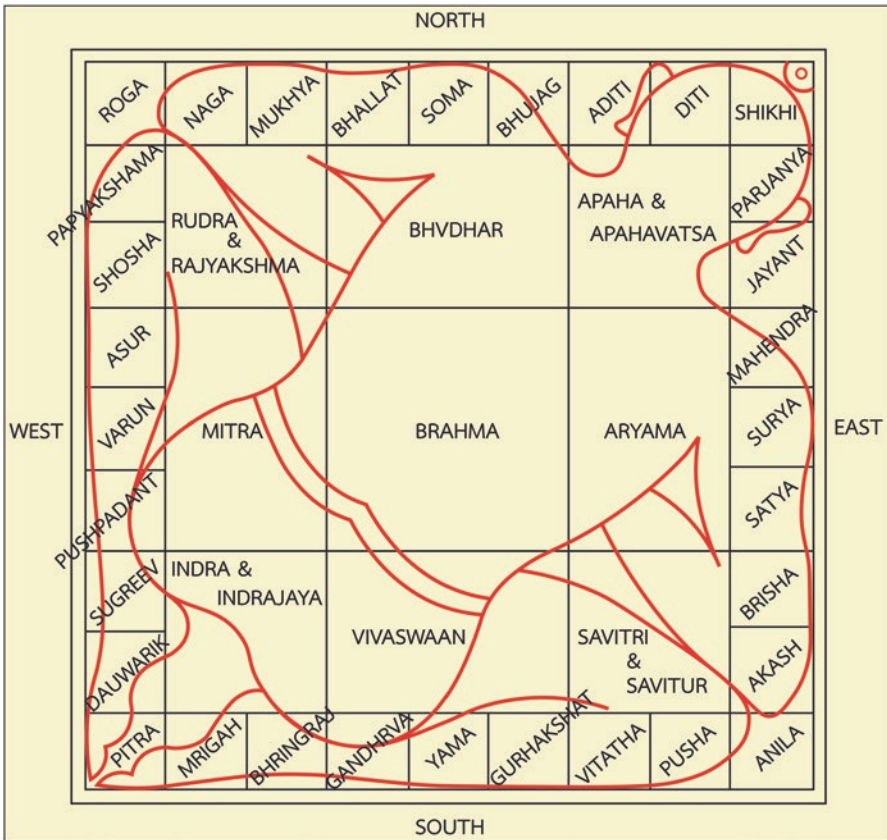 NORTH
ROGA
NAGA
MUKHYA
BHALLAT
SOMA
BHUJAG
ADITI
DITI
SHIKHI
PAPYAKSHAMA
RUDRA
&
RAJYAKSHMA
BHVDHAR
APAHA &
APAHAVATSA
PARJANYA
SHOSHA
JAYANT
ASUR
MAHENDRA
WEST
VARUN
MITRA
BRAHMA
ARYAMA
SURYA
EAST
PUSHPADANT
SATYA
SUGREEV
INDRA &
INDRAJAYA
VIVASWAAN
SAVITRI
&
SAVITUR
BRISHA
DAUWARIK
AKASH
PITRA
MRIGAH
BHRINGRAJ
GANDHRVA
YAMA
GURHAKSHAT
VITATHA
PUSHA
ANILA
SOUTH